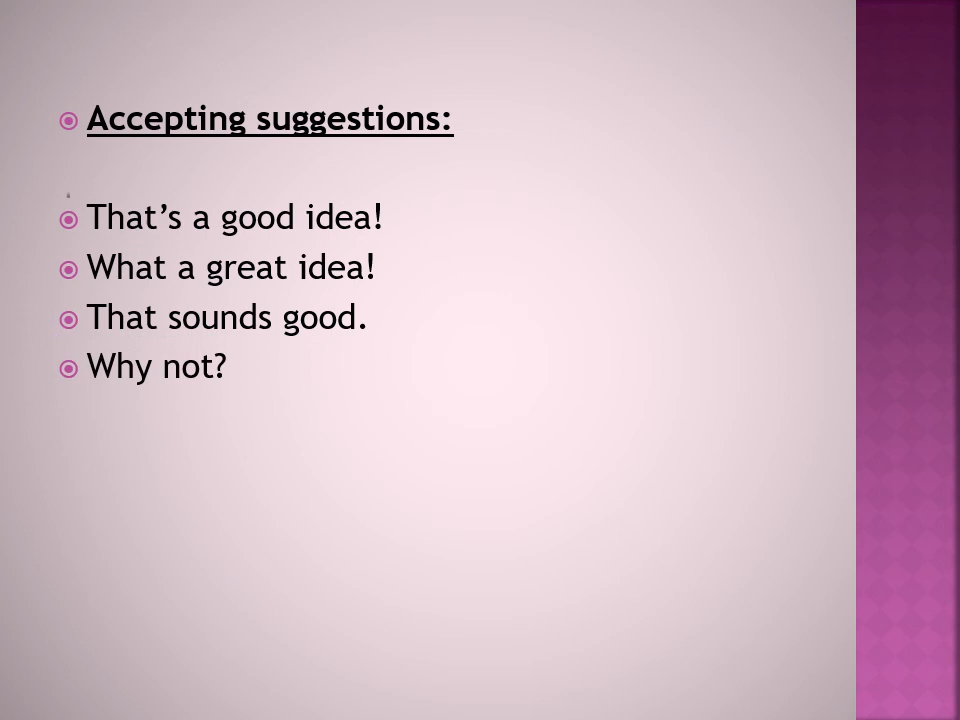 Accepting suggestions:
That’s a good idea!
What a great idea!
That sounds good.
Why not?